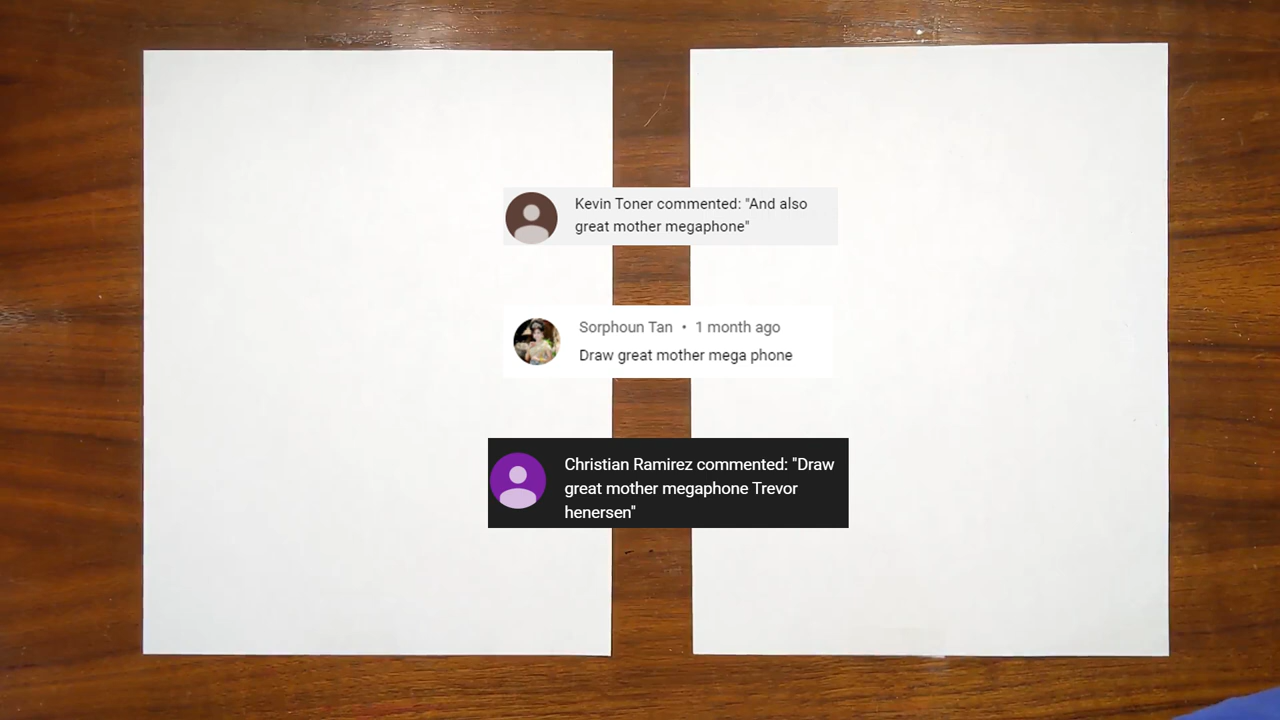 Kevin Toner commented: "And also
great mother megaphone"
Sorphoun Tan • 1 month ago
Draw great mother mega phone
Christian Ramirez commented: "Draw
great mother megaphone Trevor
henersen"